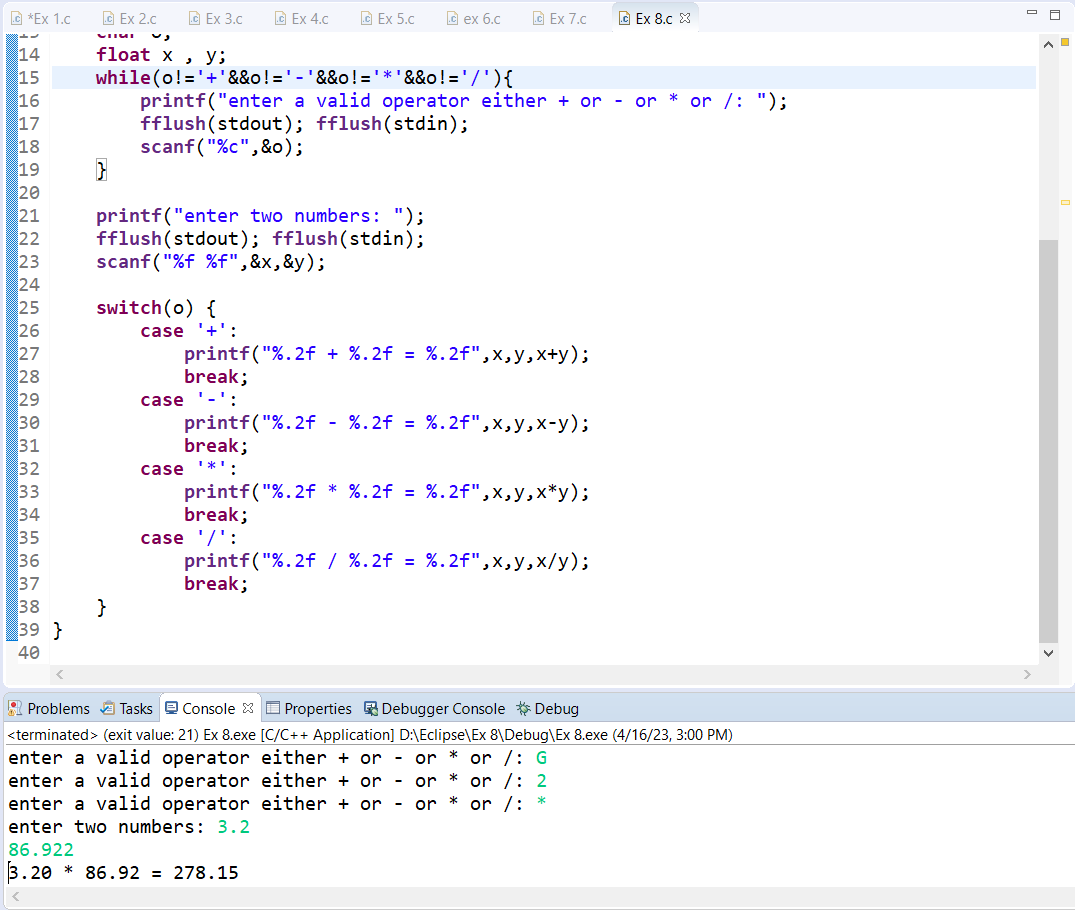 *Ex 1.c Ex 2.c Ex 3.c Ex 4.c Ex 5.c ex 6.c Ex 7.c Ex 8.c
14 float x , y;
15 while(o!='+'&&o!='-'&&o!='*'&&o!='/'){
16 printf("enter a valid operator either + or - or * or /: ");
17 fflush(stdout); fflush(stdin);
18 scanf("%c",&o);
19 }
20
21 printf("enter two numbers: ");
22 fflush(stdout); fflush(stdin);
23 scanf("%f %f",&x,&y);
24
25 switch(o) {
26 case '+':
27 printf("%.2f + %.2f = %.2f",x,y,x+y);
28 break;
29 case '-':
30 printf("%.2f - %.2f = %.2f",x,y,x-y);
31 break;
32 case '*':
33 printf("%.2f * %.2f = %.2f",x,y,x*y);
34 break;
35 case '/':
36 printf("%.2f / %.2f = %.2f",x,y,x/y);
37 break;
38 }
39 }
40
Problems Tasks Console Properties Debugger Console Debug
<terminated> (exit value: 21) Ex 8.exe [C/C++ Application] D:\Eclipse\Ex 8\Debug\Ex 8.exe (4/16/23, 3:00 PM)
enter a valid operator either + or - or * or /: G
enter a valid operator either + or - or * or /: 2
enter a valid operator either + or - or * or /: *
enter two numbers: 3.2
86.922
3.20 * 86.92 = 278.15